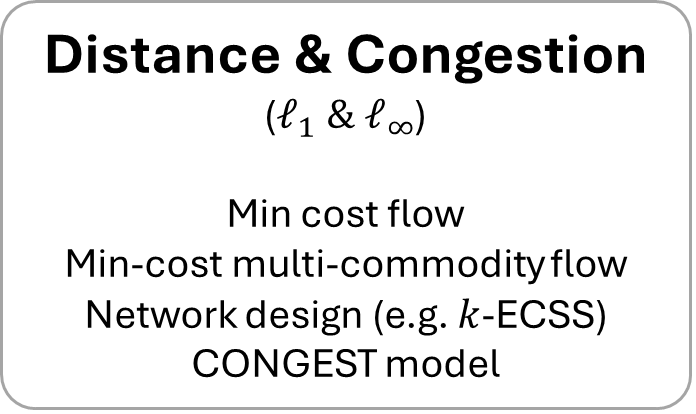 Distance & Congestion
(ℓ₁ & ℓ∞)
Min cost flow
Min-cost multi-commodity flow
Network design (e.g. 𝑘-ECSS)
CONGEST model